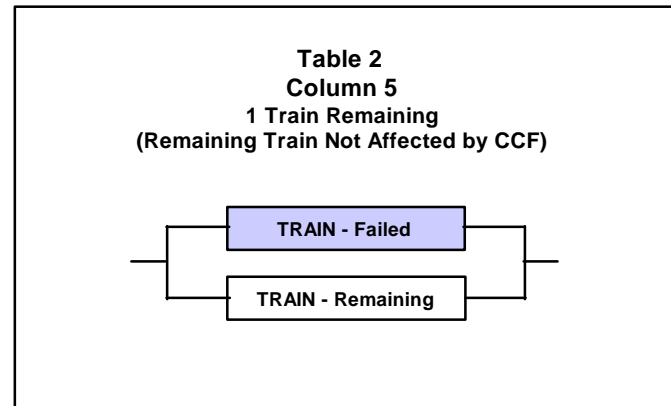 Table 2
Column 5
1 Train Remaining
(Remaining Train Not Affected by CCF)
TRAIN - Failed
TRAIN - Remaining